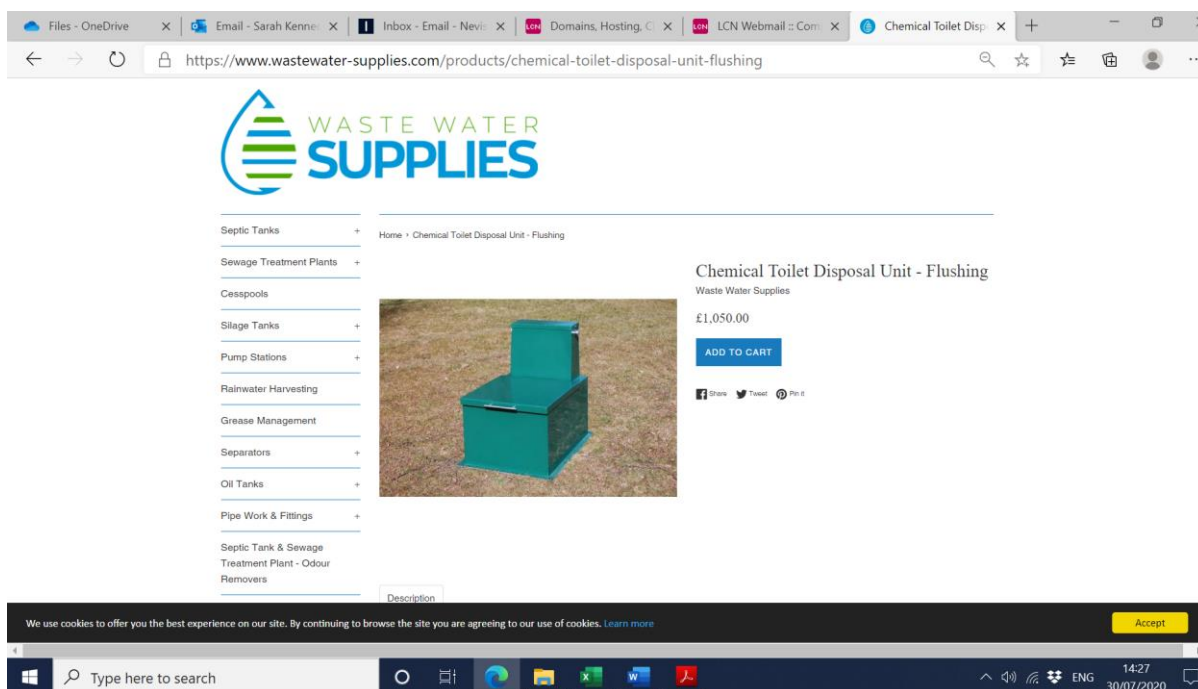 Files - OneDrive
Email - Sarah Kenne
Inbox - Email - Nevis
Domains, Hosting, C
LCN Webmail :: Com
Chemical Toilet Disp
https://www.wastewater-supplies.com/products/chemical-toilet-disposal-unit-flushing
WASTE WATER
SUPPLIES
Septic Tanks +
Sewage Treatment Plants +
Cesspools
Silage Tanks +
Pump Stations +
Rainwater Harvesting
Grease Management
Separators +
Oil Tanks +
Pipe Work & Fittings +
Septic Tank & Sewage
Treatment Plant - Odour
Removers
Home › Chemical Toilet Disposal Unit - Flushing
Chemical Toilet Disposal Unit - Flushing
Waste Water Supplies
£1,050.00
ADD TO CART
Share Tweet Pin it
Description
We use cookies to offer you the best experience on our site. By continuing to browse the site you are agreeing to our use of cookies. Learn more
Accept
Type here to search
ENG
14:27
30/07/2020